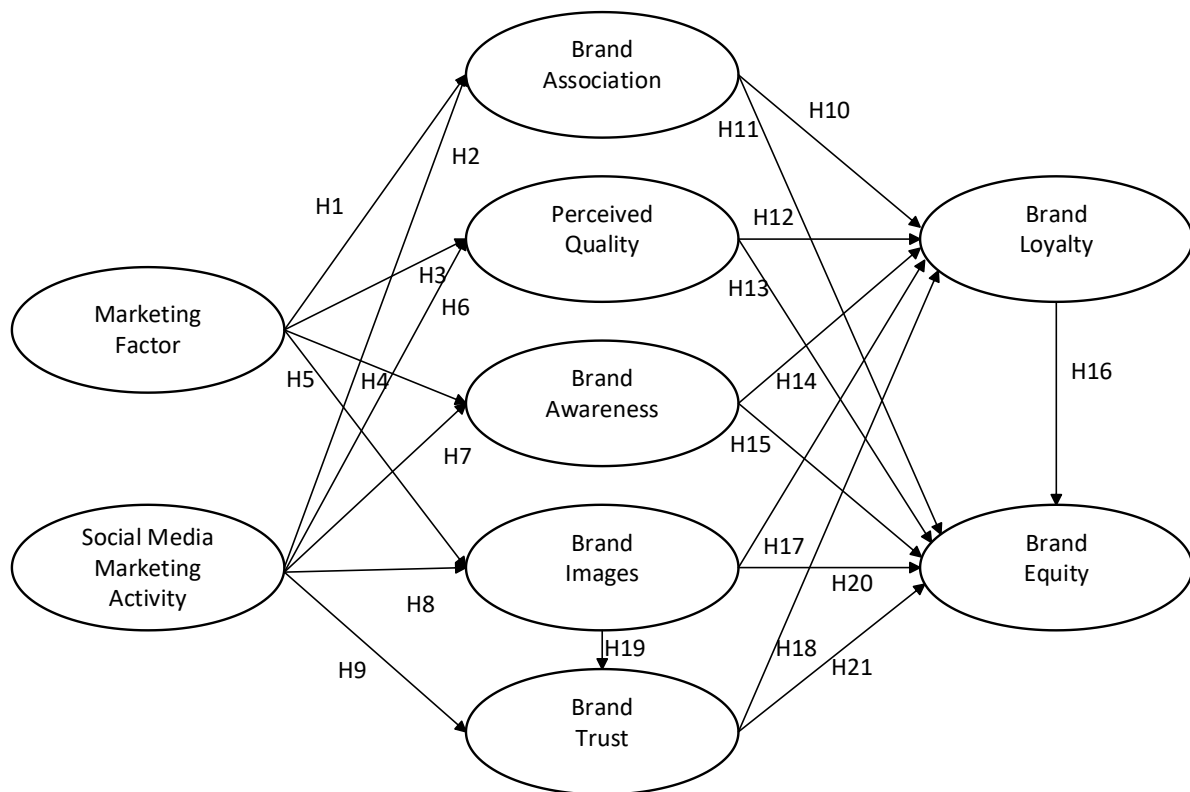 Brand
Association
H10
H11
H2
H1
Perceived
Quality
H12
Brand
Loyalty
H3
H6
H13
Marketing
Factor
H5
H4
Brand
Awareness
H14
H16
H15
H7
Social Media
Marketing
Activity
Brand
Images
H17
H20
Brand
Equity
H8
H19
H18
H9
H21
Brand
Trust